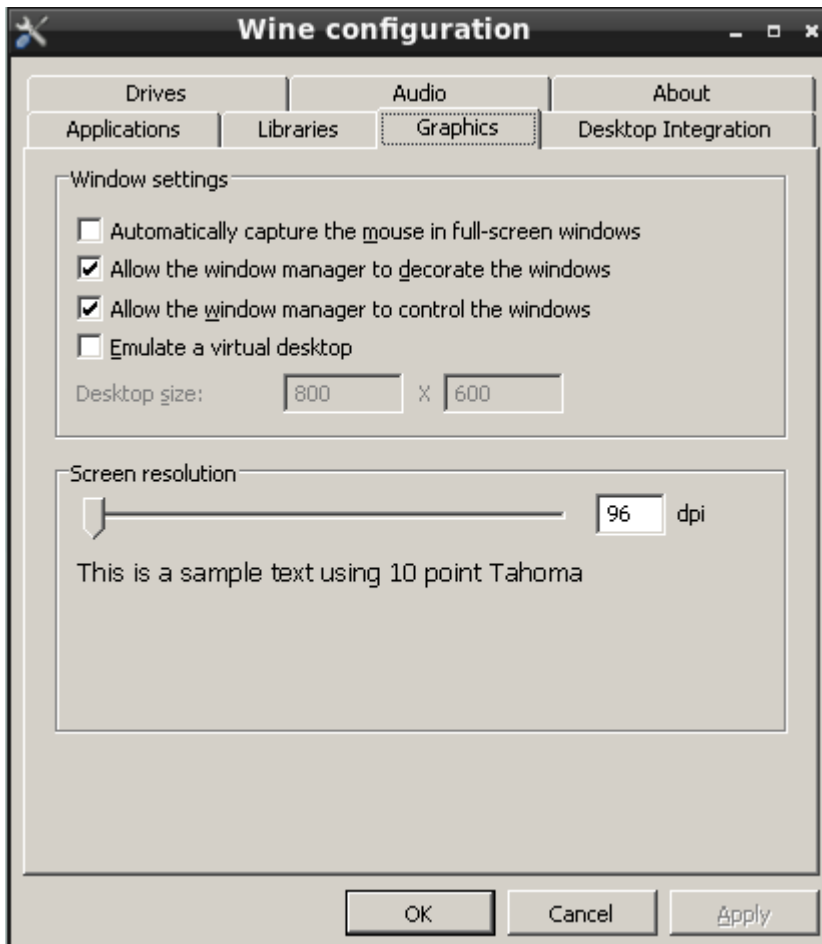 Wine configuration
Drives Audio About
Applications Libraries Graphics Desktop Integration
Window settings
Automatically capture the mouse in full-screen windows
Allow the window manager to decorate the windows
Allow the window manager to control the windows
Emulate a virtual desktop
Desktop size: 800 X 600
Screen resolution
96 dpi
This is a sample text using 10 point Tahoma
OK Cancel Apply